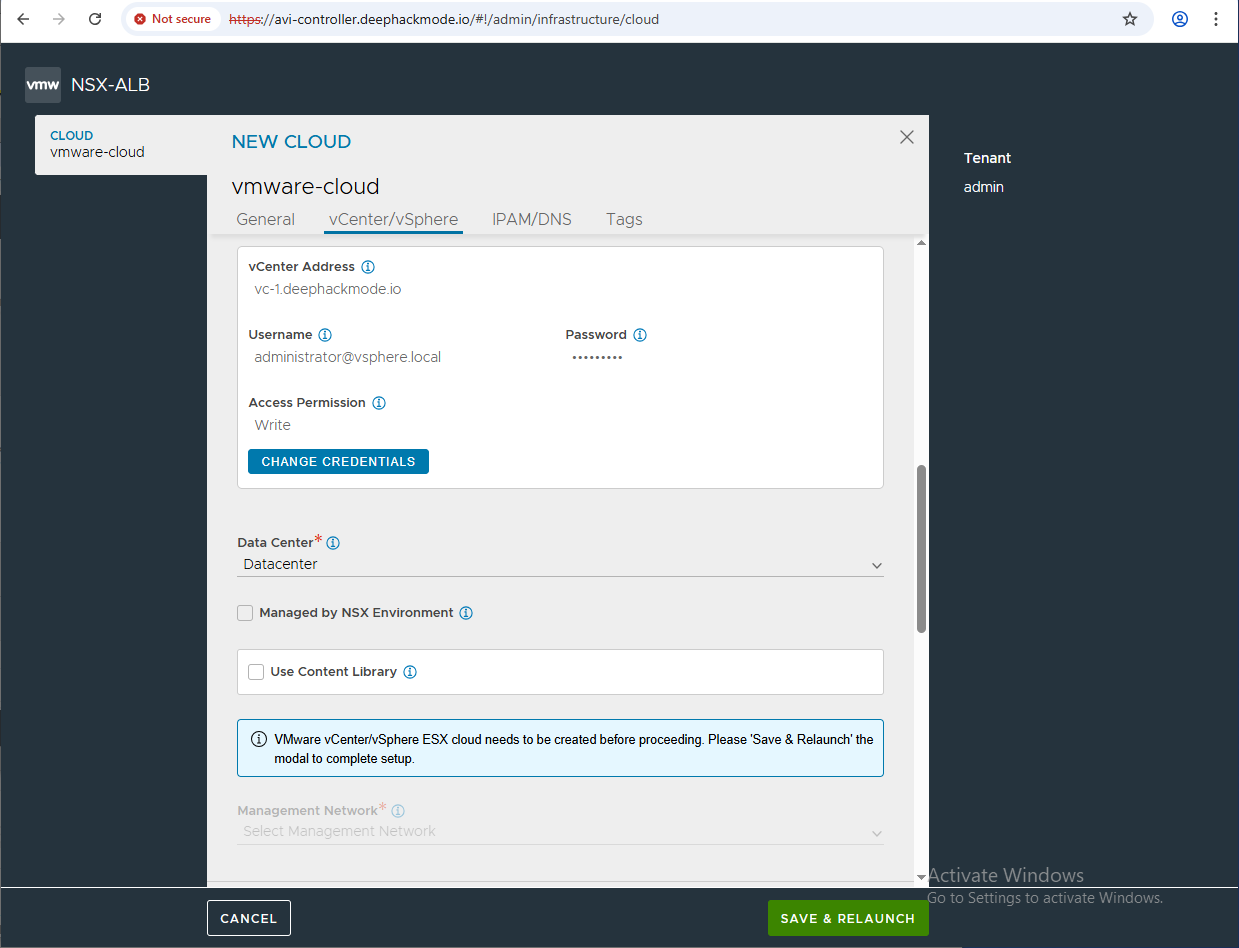 Not secure
https://avi-controller.deephackmode.io/#!/admin/infrastructure/cloud
vmw NSX-ALB
CLOUD
vmware-cloud
NEW CLOUD
vmware-cloud
General vCenter/vSphere IPAM/DNS Tags
Tenant
admin
vCenter Address
vc-1.deephackmode.io
Username Password
administrator@vsphere.local •••••••••
Access Permission
Write
CHANGE CREDENTIALS
Data Center*
Datacenter
Managed by NSX Environment
Use Content Library
VMware vCenter/vSphere ESX cloud needs to be created before proceeding. Please 'Save & Relaunch' the
modal to complete setup.
Management Network*
Select Management Network
Activate Windows
Go to Settings to activate Windows.
CANCEL SAVE & RELAUNCH